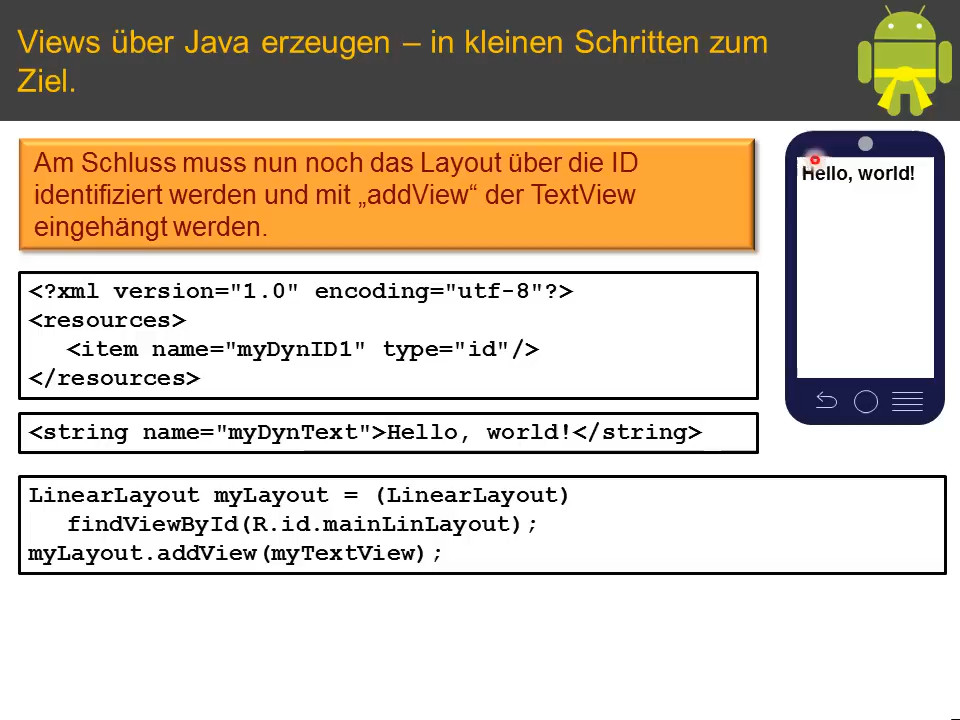 Views über Java erzeugen – in kleinen Schritten zum
Ziel.
Am Schluss muss nun noch das Layout über die ID
identifiziert werden und mit „addView“ der TextView
eingehängt werden.
Hello, world!
<?xml version="1.0" encoding="utf-8"?>
<resources>
<item name="myDynID1" type="id"/>
</resources>
<string name="myDynText">Hello, world!</string>
LinearLayout myLayout = (LinearLayout)
findViewById(R.id.mainLinLayout);
myLayout.addView(myTextView);